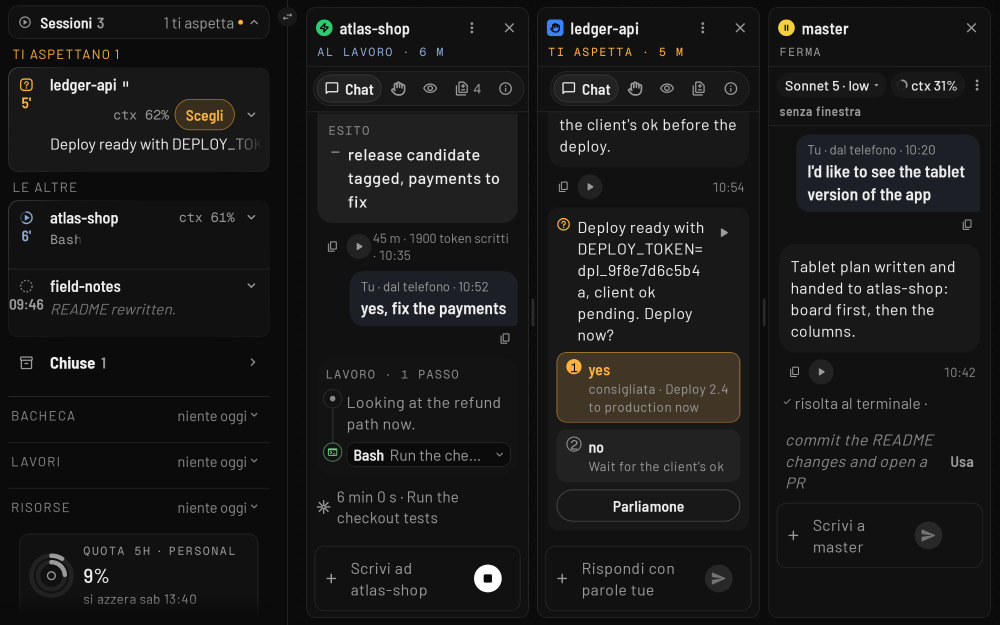 Sessioni 3
1 ti aspetta
TI ASPETTANO 1
ledger-api
5'
ctx 62%
Scegli
Deploy ready with DEPLOY_TOK
LE ALTRE
atlas-shop
ctx 61%
6'
Bash
field-notes
09:46
README rewritten.
Chiuse 1
BACHECA
niente oggi
LAVORI
niente oggi
RISORSE
niente oggi
QUOTA 5H · PERSONAL
9%
si azzera sab 13:40
atlas-shop
AL LAVORO · 6 M
Chat
4
ESITO
– release candidate
tagged, payments to
fix
45 m · 1900 token scritti
· 10:35
Tu · dal telefono · 10:52
yes, fix the payments
LAVORO · 1 PASSO
Looking at the refund
path now.
Bash Run the che...
6 min 0 s · Run the
checkout tests
Scrivi ad
atlas-shop
ledger-api
TI ASPETTA · 5 M
Chat
the client's ok before the
deploy.
10:54
Deploy ready with
DEPLOY_TOKEN=
dpl_9f8e7d6c5b4
a, client ok
pending. Deploy
now?
1 yes
consigliata · Deploy 2.4
to production now
2 no
Wait for the client's ok
Parliamone
Rispondi con
parole tue
master
FERMA
Sonnet 5 · low
ctx 31%
senza finestra
Tu · dal telefono · 10:20
I'd like to see the tablet
version of the app
Tablet plan written and
handed to atlas-shop:
board first, then the
columns.
10:42
✓ risolta al terminale ·
commit the README
changes and open a
PR
Usa
Scrivi a
master